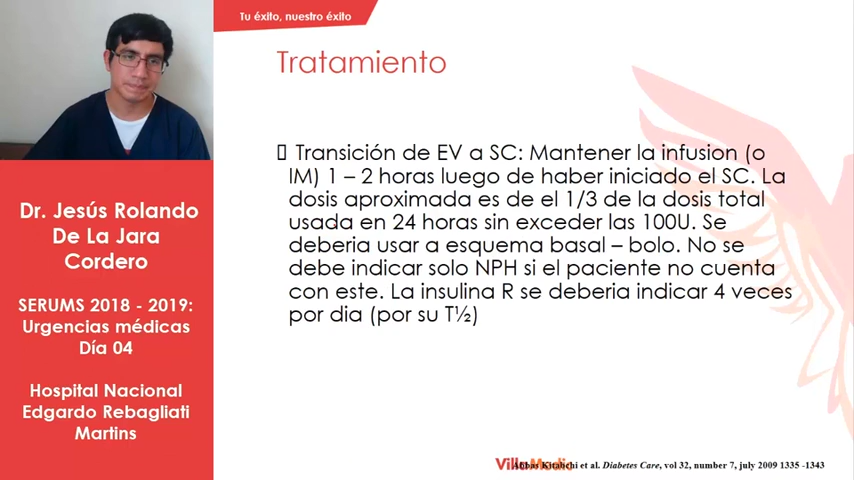 Tu éxito, nuestro éxito
Tratamiento
Transición de EV a SC: Mantener la infusion (o
IM) 1 – 2 horas luego de haber iniciado el SC. La
dosis aproximada es de el 1/3 de la dosis total
usada en 24 horas sin exceder las 100U. Se
deberia usar a esquema basal – bolo. No se
debe indicar solo NPH si el paciente no cuenta
con este. La insulina R se deberia indicar 4 veces
por dia (por su T½)
Dr. Jesús Rolando
De La Jara
Cordero
SERUMS 2018 - 2019:
Urgencias médicas
Día 04
Hospital Nacional
Edgardo Rebagliati
Martins
Abbas Kitabchi et al. Diabetes Care, vol 32, number 7, july 2009 1335 -1343